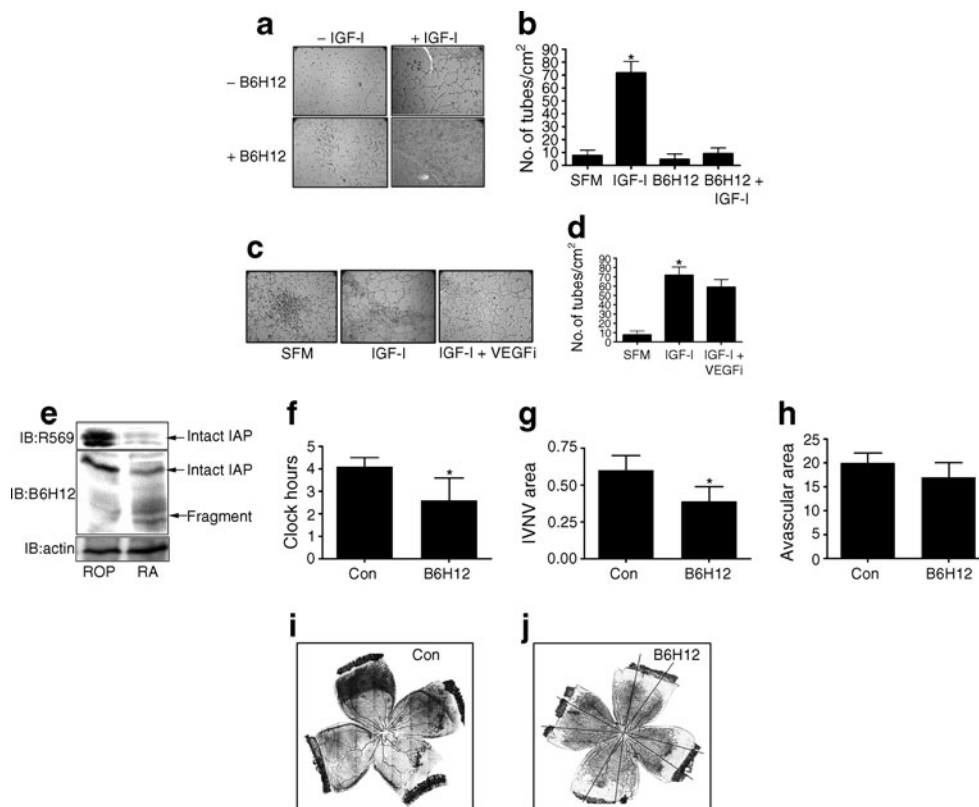 a
– IGF-I + IGF-I
– B6H12
+ B6H12
b
No. of tubes/cm²
90
80
70
60
50
40
30
20
10
0
*
SFM IGF-I B6H12 B6H12 + IGF-I
c
SFM IGF-I IGF-I + VEGFi
d
No. of tubes/cm²
90
80
70
60
50
40
30
20
10
0
*
SFM IGF-I IGF-I + VEGFi
e
IB:R569 Intact IAP
IB:B6H12 Intact IAP
Fragment
IB:actin
ROP RA
f
Clock hours
5
4
3
2
1
0
*
Con B6H12
g
IVNV area
0.75
0.50
0.25
0.00
*
Con B6H12
h
Avascular area
25
20
15
10
5
0
Con B6H12
i
Con
j
B6H12